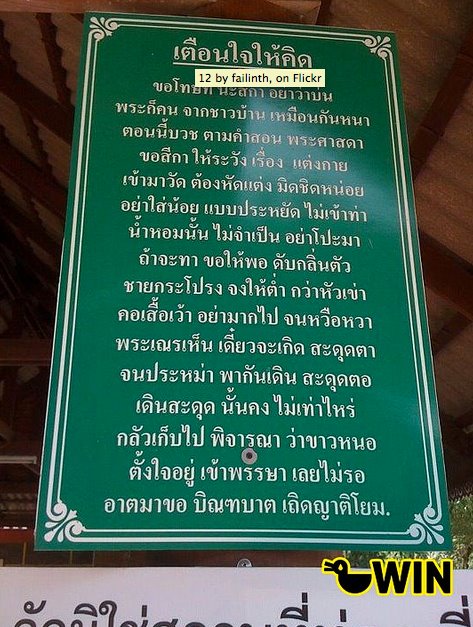 เตือนใจให้คิด
12 by failinth, on Flickr
ขอโทษที นะสีกา อย่าว่าบ่น
พระก็คน จากชาวบ้าน เหมือนกันหนา
ตอนนี้บวช ตามคำสอน พระศาสดา
ขอสีกา ให้ระวัง เรื่อง แต่งกาย
เข้ามาวัด ต้องหัดแต่ง มิดชิดหน่อย
อย่าใส่น้อย แบบประหยัด ไม่เข้าท่า
น้ำหอมนั้น ไม่จำเป็น อย่าโปะมา
ถ้าจะทา ขอให้พอ ดับกลิ่นตัว
ชายกระโปรง จงให้ต่ำ กว่าหัวเข่า
คอเสื้อเว้า อย่ามากไป จนหวือหวา
พระเณรเห็น เดี๋ยวจะเกิด สะดุดตา
จนประหม่า พากันเดิน สะดุดตอ
เดินสะดุด นั้นคง ไม่เท่าไหร่
กลัวเก็บไป พิจารณา ว่าขาวหนอ
ตั้งใจอยู่ เข้าพรรษา เลยไม่รอ
อาตมาขอ บิณฑบาต เถิดญาติโยม.
WIN